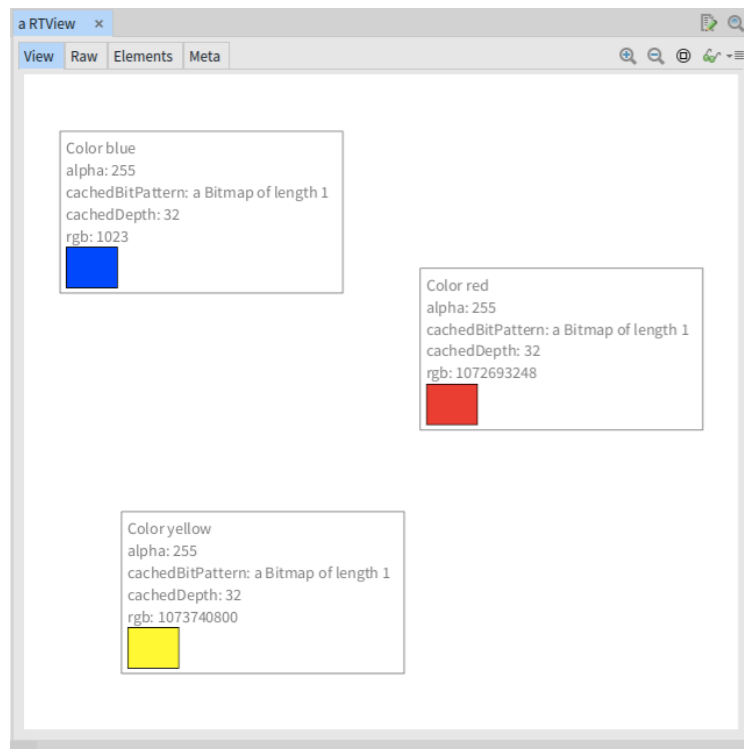 a RTView ×
View Raw Elements Meta
Color blue
alpha: 255
cachedBitPattern: a Bitmap of length 1
cachedDepth: 32
rgb: 1023
Color red
alpha: 255
cachedBitPattern: a Bitmap of length 1
cachedDepth: 32
rgb: 1072693248
Color yellow
alpha: 255
cachedBitPattern: a Bitmap of length 1
cachedDepth: 32
rgb: 1073740800